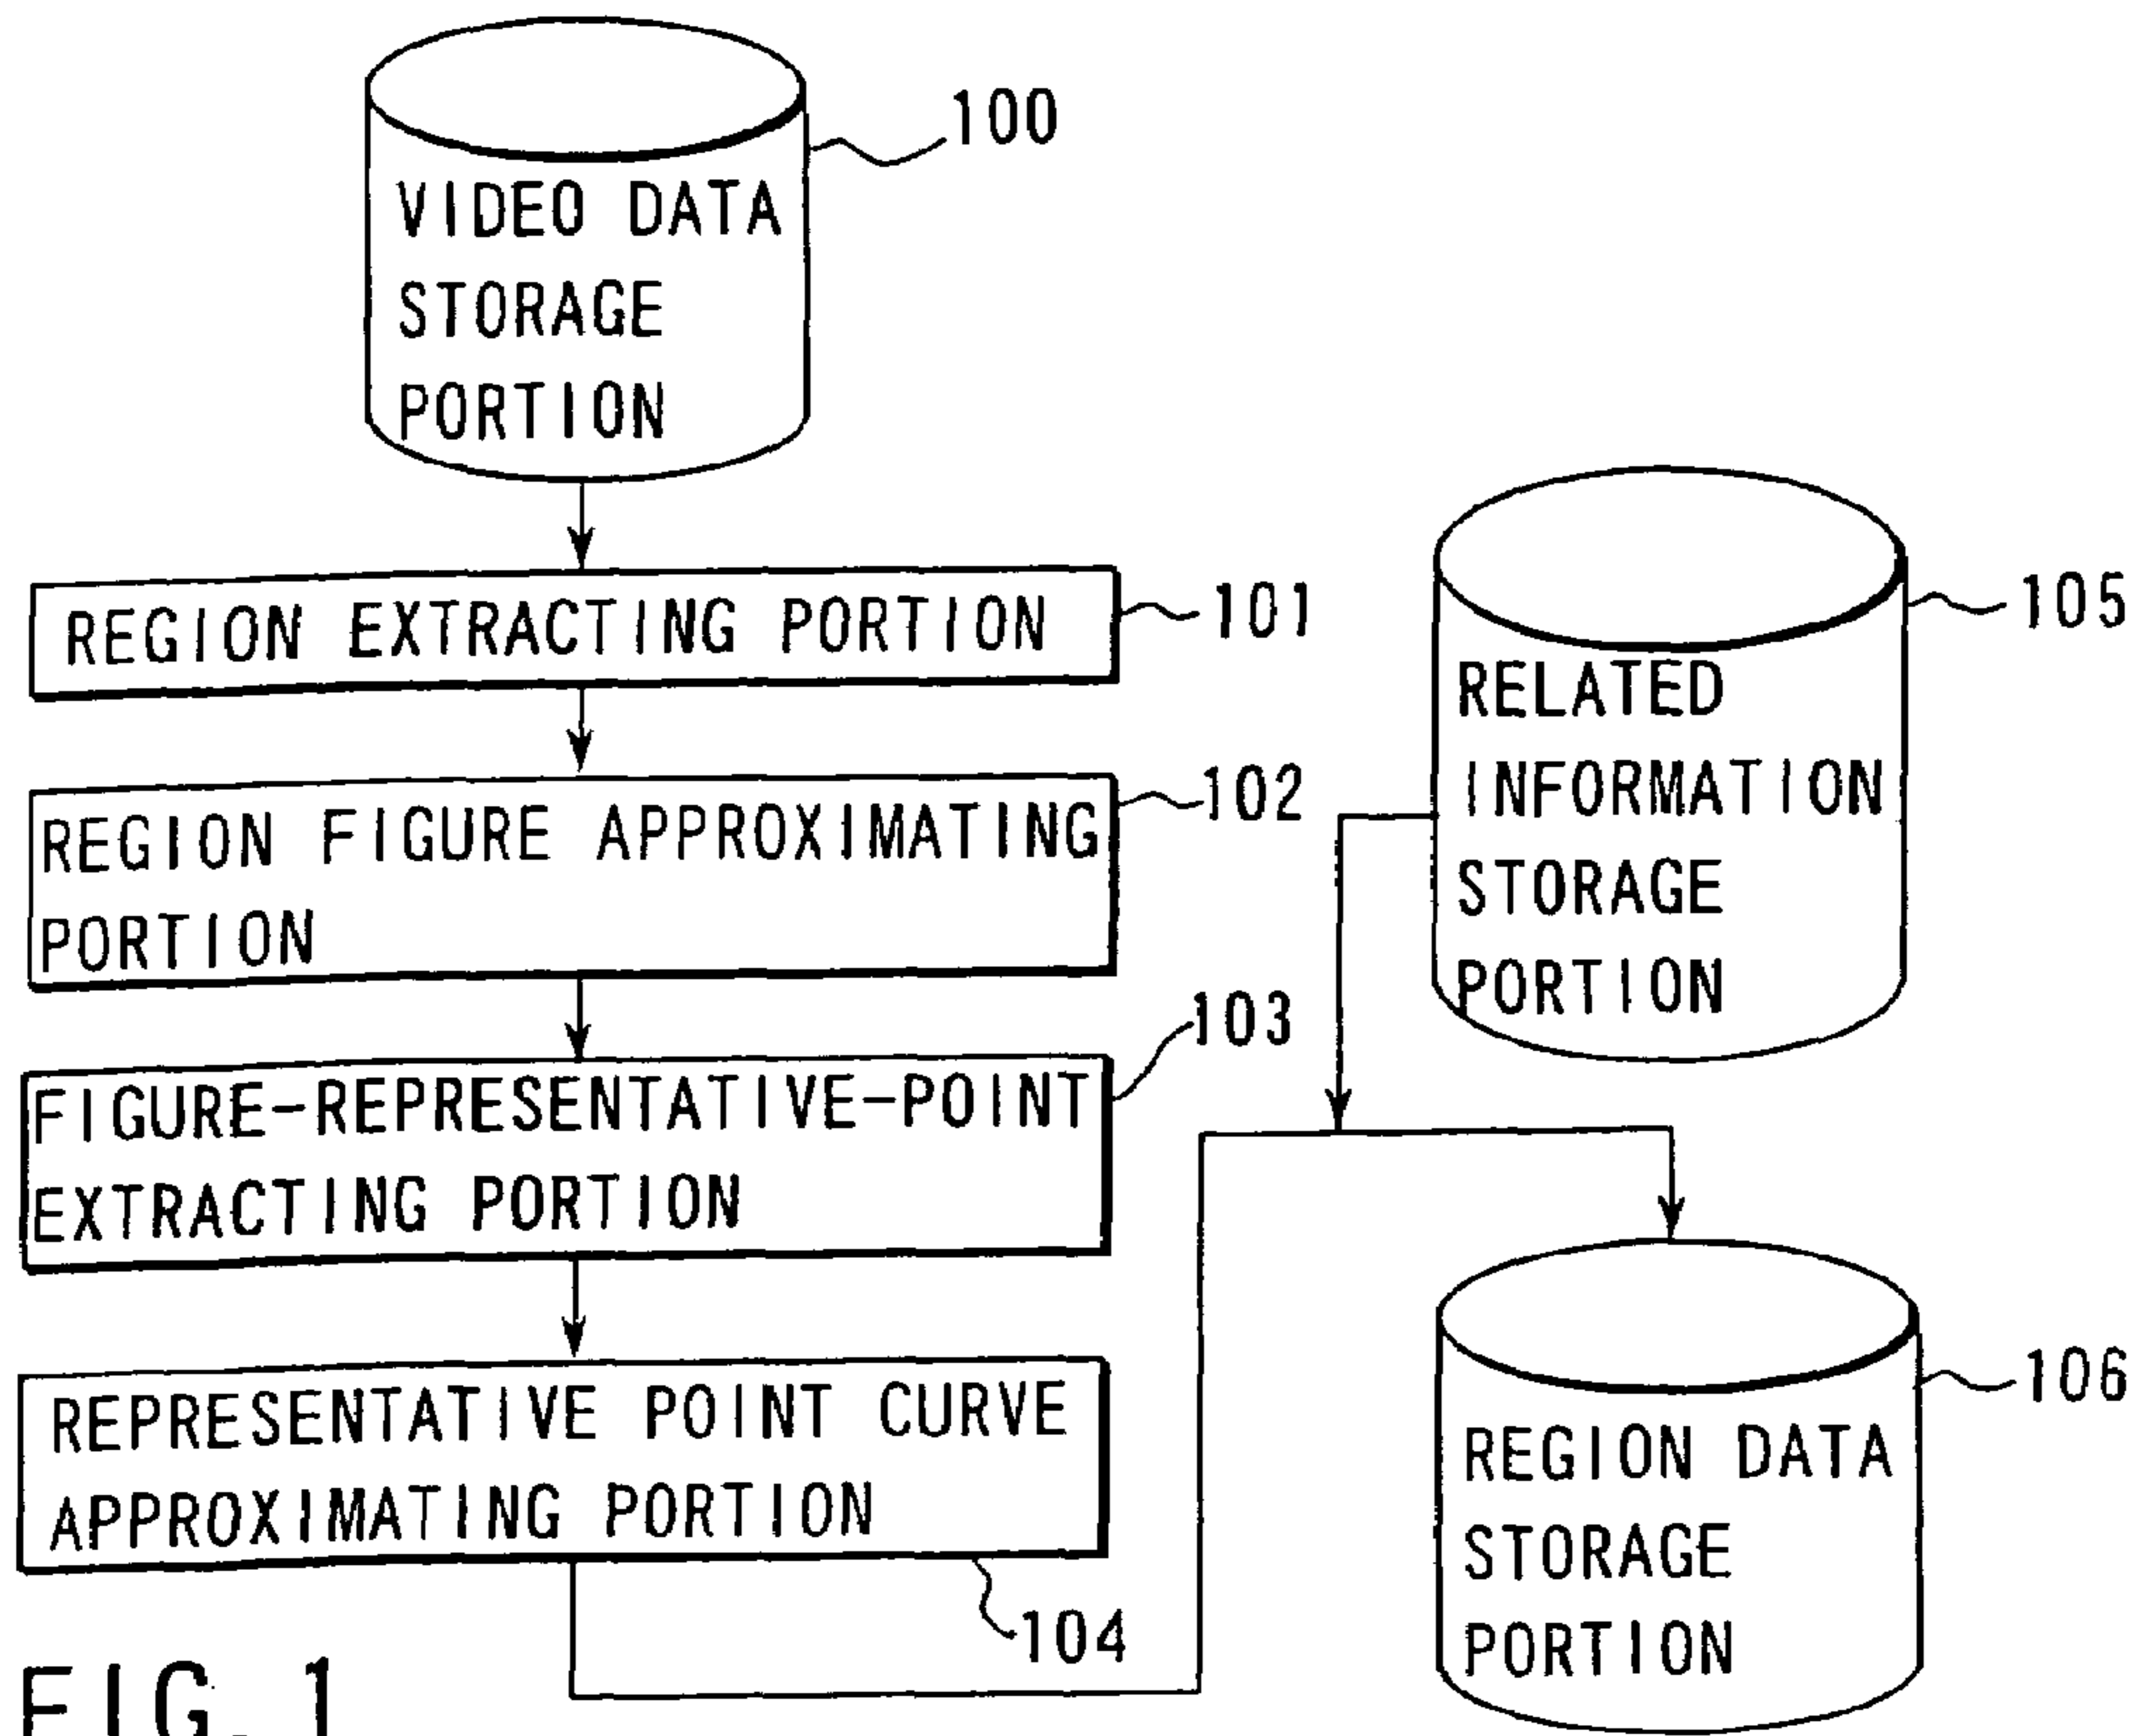 100
VIDEO DATA
STORAGE
PORTION
REGION EXTRACTING PORTION
101
REGION FIGURE APPROXIMATING
PORTION
102
FIGURE-REPRESENTATIVE-POINT
EXTRACTING PORTION
103
REPRESENTATIVE POINT CURVE
APPROXIMATING PORTION
104
105
RELATED
INFORMATION
STORAGE
PORTION
106
REGION DATA
STORAGE
PORTION
FIG. 1